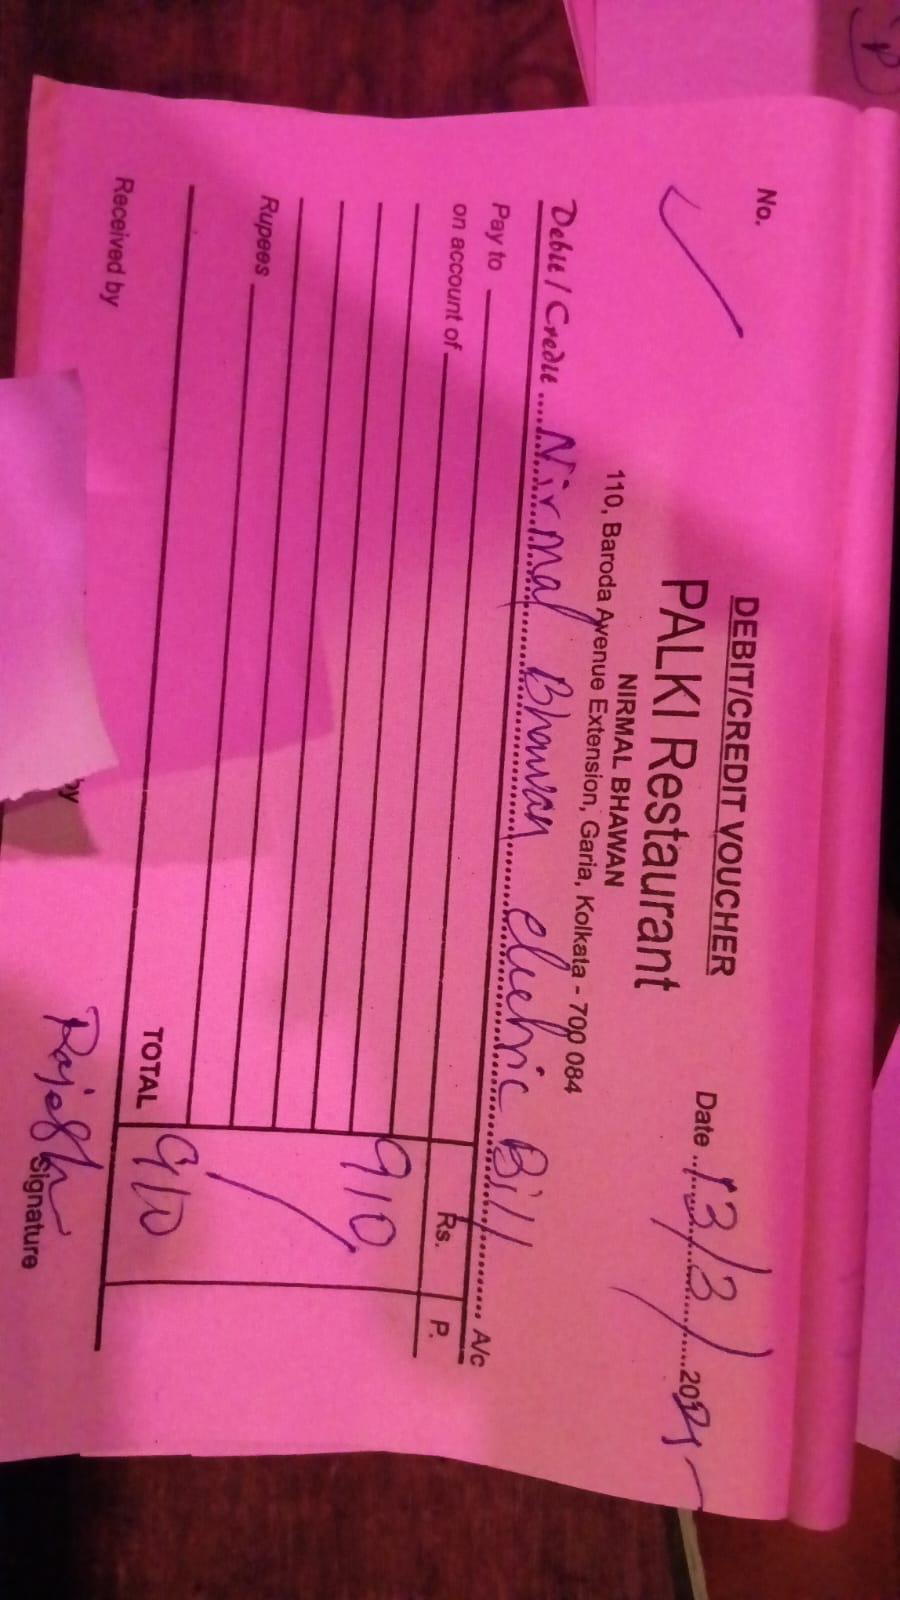 No.
DEBIT/CREDIT VOUCHER
PALKI Restaurant
NIRMAL BHAWAN
110, Baroda Avenue Extension, Garia, Kolkata - 700 084
Date 13/3/2025
Debit / Credit Nirmal Bhawan electric Bill A/c
Pay to
on account of
Rs. P.
910
Rupees
TOTAL 910
Received by
by
Rajesh
Signature